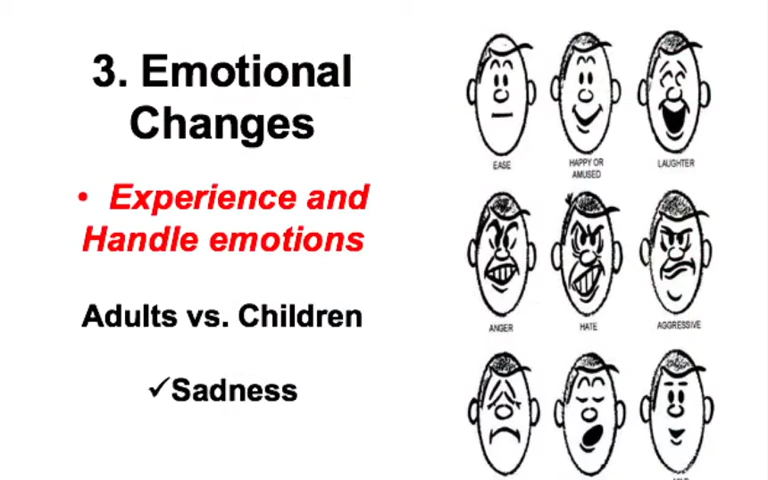 3. Emotional
Changes
• Experience and
Handle emotions
Adults vs. Children
✓Sadness
EASE
HAPPY OR
AMUSED
LAUGHTER
ANGER
HATE
AGGRESSIVE